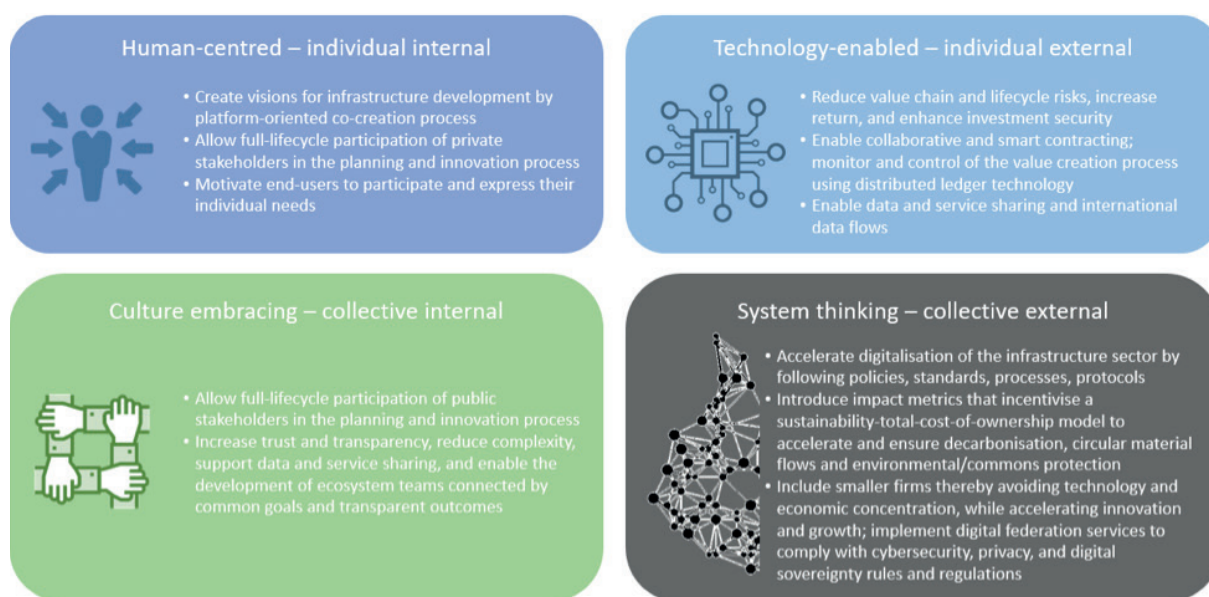 Human-centred – individual internal
• Create visions for infrastructure development by
platform-oriented co-creation process
• Allow full-lifecycle participation of private
stakeholders in the planning and innovation process
• Motivate end-users to participate and express their
individual needs
Technology-enabled – individual external
• Reduce value chain and lifecycle risks, increase
return, and enhance investment security
• Enable collaborative and smart contracting;
monitor and control of the value creation process
using distributed ledger technology
• Enable data and service sharing and international
data flows
Culture embracing – collective internal
• Allow full-lifecycle participation of public
stakeholders in the planning and innovation process
• Increase trust and transparency, reduce complexity,
support data and service sharing, and enable the
development of ecosystem teams connected by
common goals and transparent outcomes
System thinking – collective external
• Accelerate digitalisation of the infrastructure sector by
following policies, standards, processes, protocols
• Introduce impact metrics that incentivise a
sustainability-total-cost-of-ownership model to
accelerate and ensure decarbonisation, circular material
flows and environmental/commons protection
• Include smaller firms thereby avoiding technology and
economic concentration, while accelerating innovation
and growth; implement digital federation services to
comply with cybersecurity, privacy, and digital
sovereignty rules and regulations